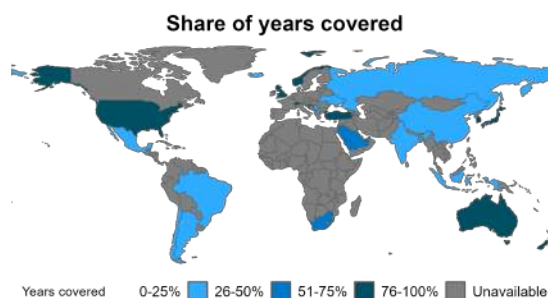 Share of years covered
Years covered 0-25% 26-50% 51-75% 76-100% Unavailable